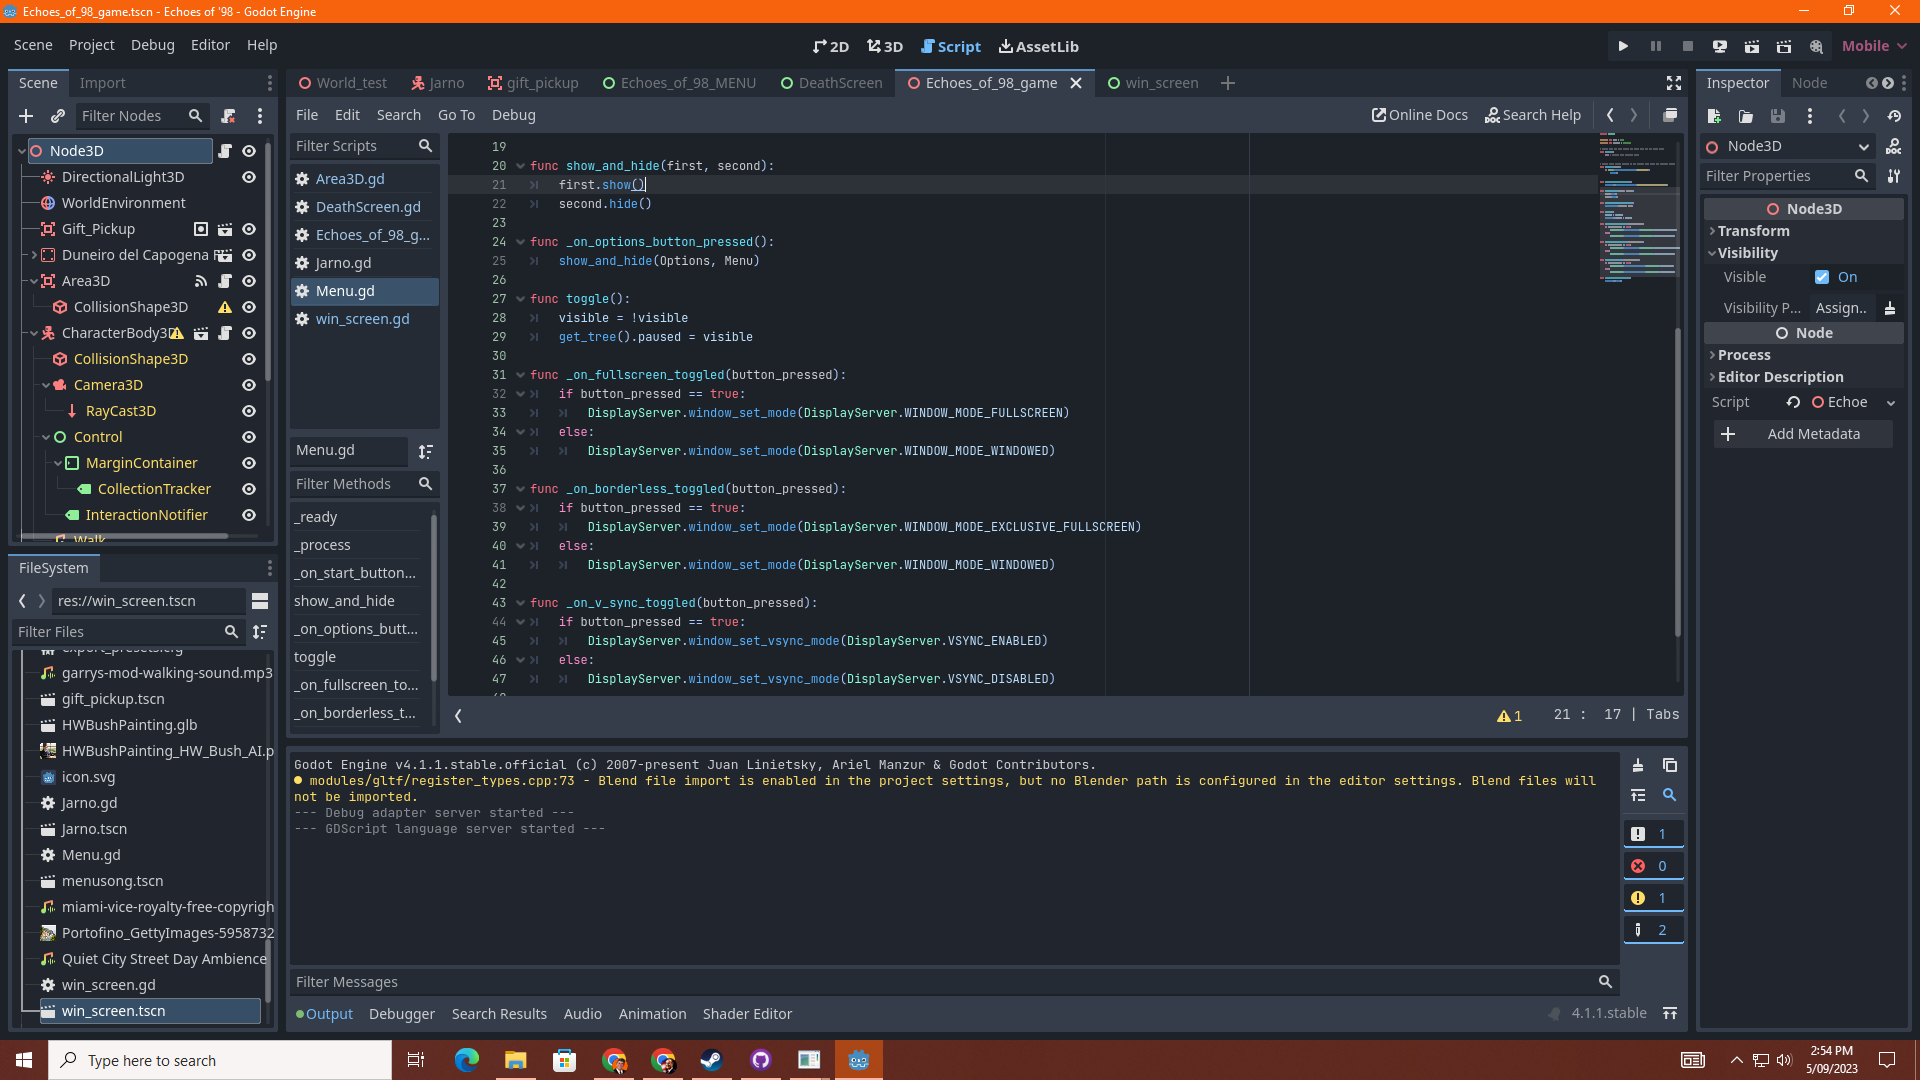 Echoes_of_98_game.tscn - Echoes of '98 - Godot Engine
Scene Project Debug Editor Help
2D 3D Script AssetLib
Mobile
Scene Import
Filter Nodes
Node3D
DirectionalLight3D
WorldEnvironment
Gift_Pickup
Duneiro del Capogena
Area3D
CollisionShape3D
CharacterBody3D
CollisionShape3D
Camera3D
RayCast3D
Control
MarginContainer
CollectionTracker
InteractionNotifier
Walk
FileSystem
res://win_screen.tscn
Filter Files
export_presets.cfg
garrys-mod-walking-sound.mp3
gift_pickup.tscn
HWBushPainting.glb
HWBushPainting_HW_Bush_AI.p
icon.svg
Jarno.gd
Jarno.tscn
Menu.gd
menusong.tscn
miami-vice-royalty-free-copyrigh
Portofino_GettyImages-5958732
Quiet City Street Day Ambience
win_screen.gd
win_screen.tscn
World_test Jarno gift_pickup Echoes_of_98_MENU DeathScreen Echoes_of_98_game win_screen
File Edit Search Go To Debug
Online Docs Search Help
Filter Scripts
Area3D.gd
DeathScreen.gd
Echoes_of_98_g...
Jarno.gd
Menu.gd
win_screen.gd
Menu.gd
Filter Methods
_ready
_process
_on_start_button...
show_and_hide
_on_options_butt...
toggle
_on_fullscreen_to...
_on_borderless_t...
19
20 func show_and_hide(first, second):
21 first.show()
22 second.hide()
23
24 func _on_options_button_pressed():
25 show_and_hide(Options, Menu)
26
27 func toggle():
28 visible = !visible
29 get_tree().paused = visible
30
31 func _on_fullscreen_toggled(button_pressed):
32 if button_pressed == true:
33 DisplayServer.window_set_mode(DisplayServer.WINDOW_MODE_FULLSCREEN)
34 else:
35 DisplayServer.window_set_mode(DisplayServer.WINDOW_MODE_WINDOWED)
36
37 func _on_borderless_toggled(button_pressed):
38 if button_pressed == true:
39 DisplayServer.window_set_mode(DisplayServer.WINDOW_MODE_EXCLUSIVE_FULLSCREEN)
40 else:
41 DisplayServer.window_set_mode(DisplayServer.WINDOW_MODE_WINDOWED)
42
43 func _on_v_sync_toggled(button_pressed):
44 if button_pressed == true:
45 DisplayServer.window_set_vsync_mode(DisplayServer.VSYNC_ENABLED)
46 else:
47 DisplayServer.window_set_vsync_mode(DisplayServer.VSYNC_DISABLED)
1 21 : 17 | Tabs
Godot Engine v4.1.1.stable.official (c) 2007-present Juan Linietsky, Ariel Manzur & Godot Contributors.
modules/gltf/register_types.cpp:73 - Blend file import is enabled in the project settings, but no Blender path is configured in the editor settings. Blend files will
not be imported.
--- Debug adapter server started ---
--- GDScript language server started ---
1
0
1
2
Filter Messages
Output Debugger Search Results Audio Animation Shader Editor
4.1.1.stable
Inspector Node
Node3D
Filter Properties
Node3D
Transform
Visibility
Visible On
Visibility P... Assign..
Node
Process
Editor Description
Script Echoe
Add Metadata
Type here to search
2:54 PM
5/09/2023